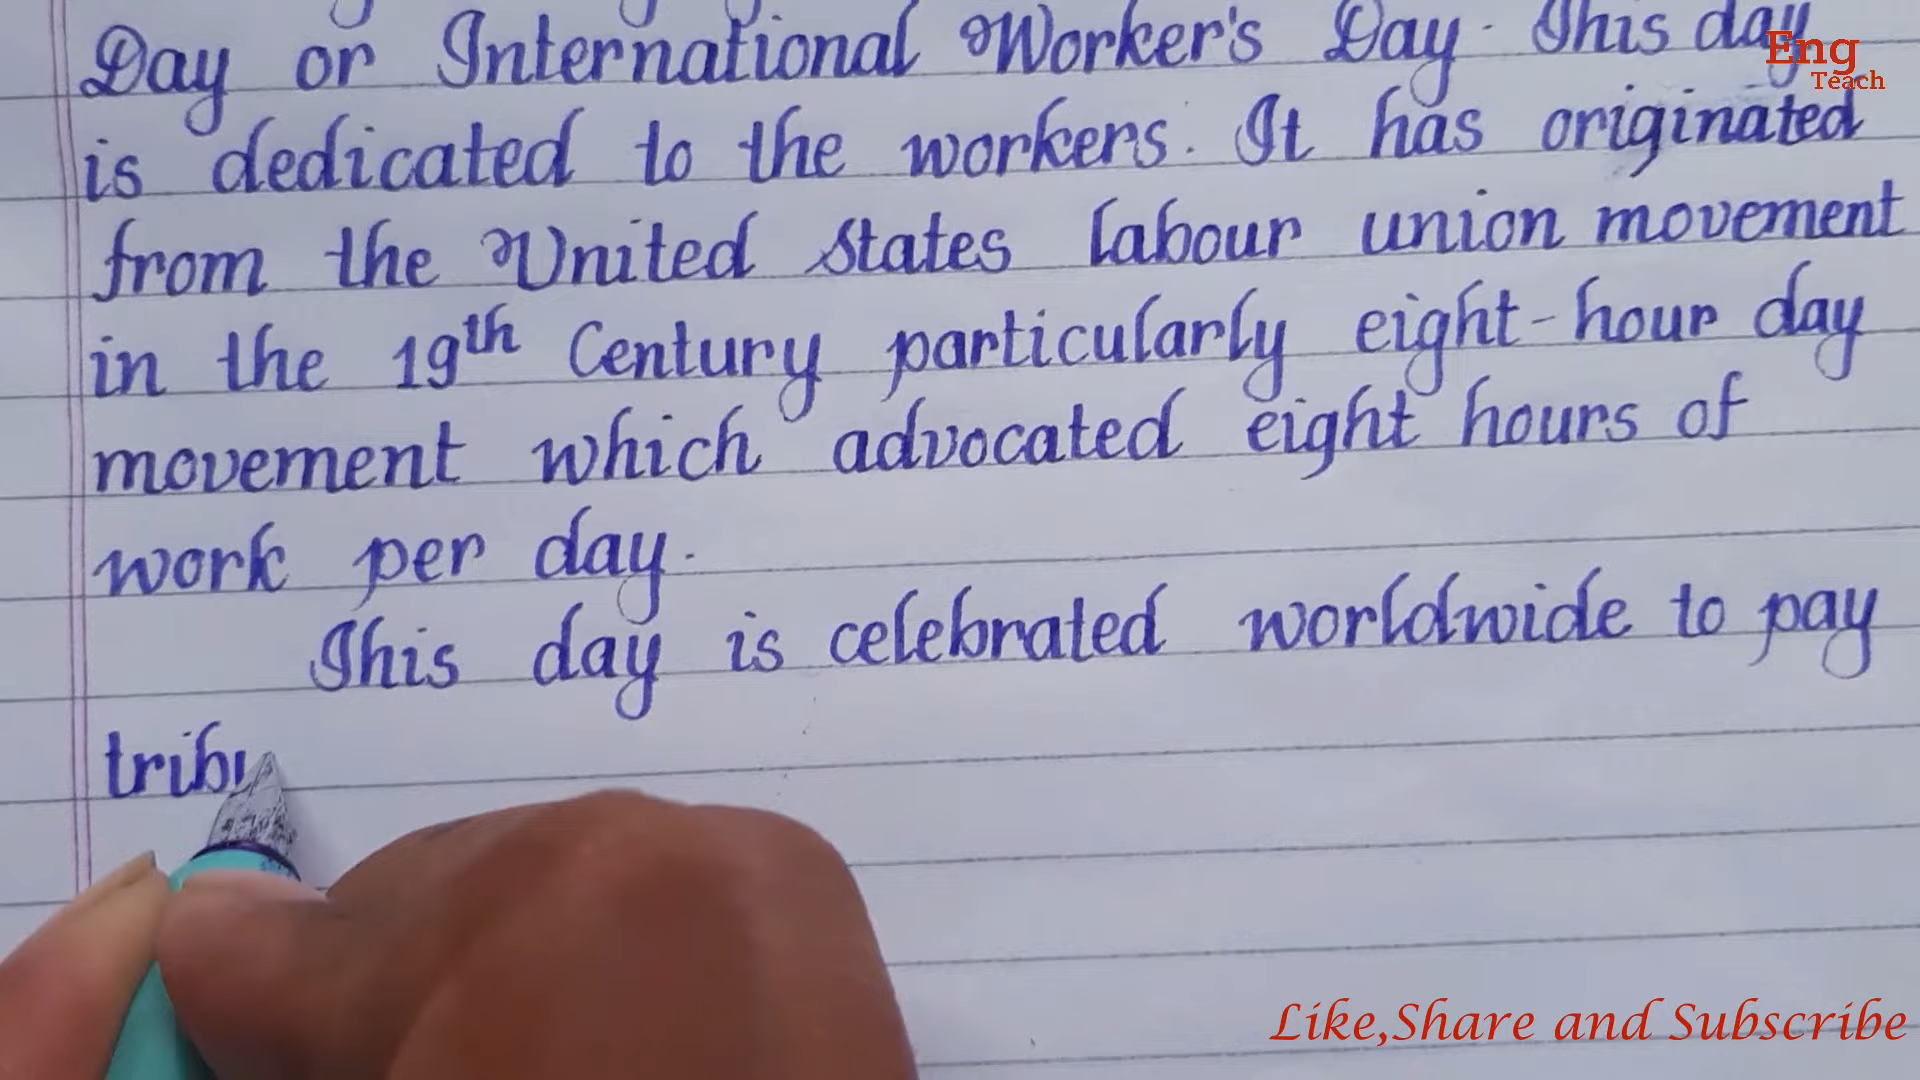 Day or International Worker's Day. This day
Eng
Teach
is dedicated to the workers. It has originated
from the United States labour union movement
in the 19th Century particularly eight-hour day
movement which advocated eight hours of
work per day.
This day is celebrated worldwide to pay
tribu
Like,Share and Subscribe